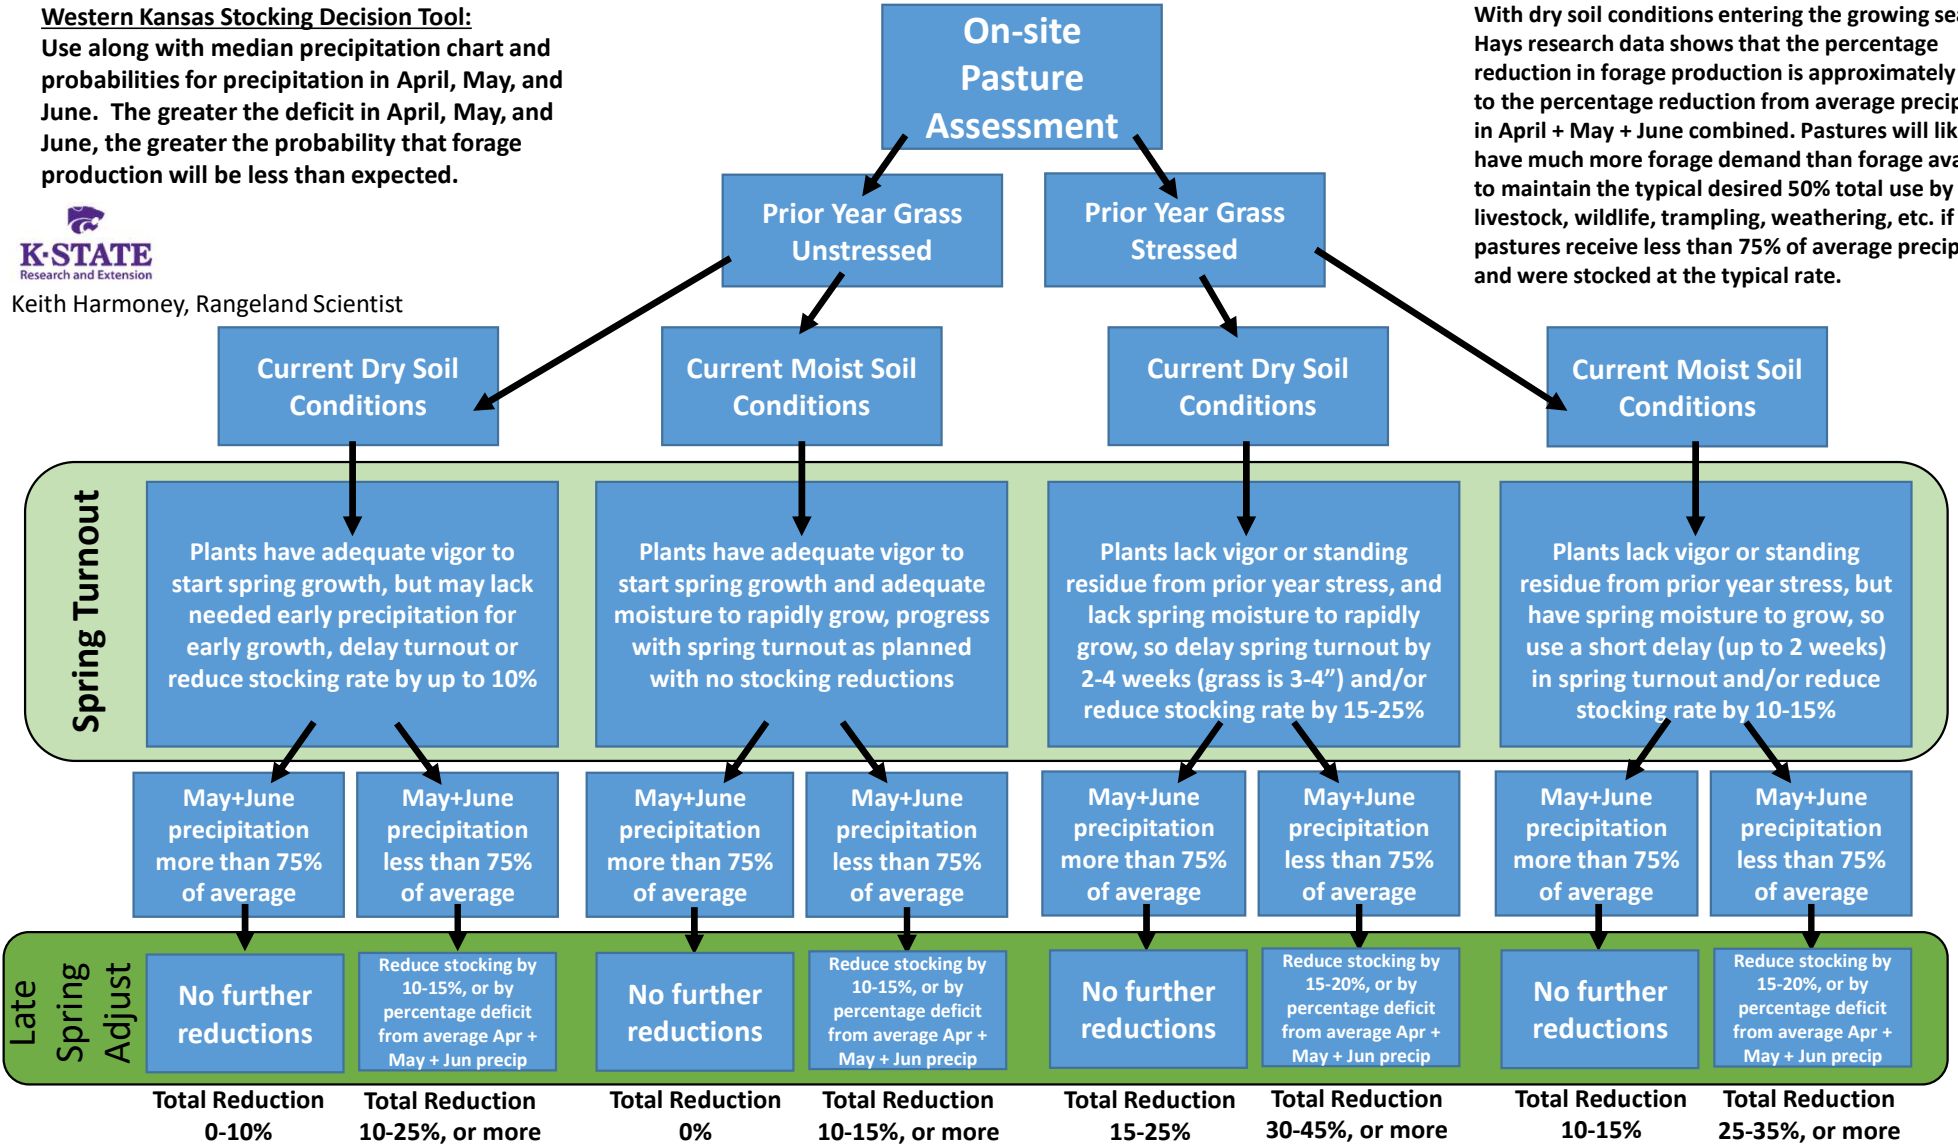 Western Kansas Stocking Decision Tool:
Use along with median precipitation chart and
probabilities for precipitation in April, May, and
June.  The greater the deficit in April, May, and
June, the greater the probability that forage
production will be less than expected.
K-STATE
Research and Extension
Keith Harmoney, Rangeland Scientist
On-site
Pasture
Assessment
With dry soil conditions entering the growing
Hays research data shows that the percentage
reduction in forage production is approximately
to the percentage reduction from average
in April + May + June combined. Pastures will
have much more forage demand than forage
to maintain the typical desired 50% total use by
livestock, wildlife, trampling, weathering, etc. if
pastures receive less than 75% of average
and were stocked at the typical rate.
Prior Year Grass
Unstressed
Prior Year Grass
Stressed
Current Dry Soil
Conditions
Current Moist Soil
Conditions
Current Dry Soil
Conditions
Current Moist Soil
Conditions
Spring Turnout
Plants have adequate vigor to
start spring growth, but may lack
needed early precipitation for
early growth, delay turnout or
reduce stocking rate by up to 10%
Plants have adequate vigor to
start spring growth and adequate
moisture to rapidly grow, progress
with spring turnout as planned
with no stocking reductions
Plants lack vigor or standing
residue from prior year stress, and
lack spring moisture to rapidly
grow, so delay spring turnout by
2-4 weeks (grass is 3-4”) and/or
reduce stocking rate by 15-25%
Plants lack vigor or standing
residue from prior year stress, but
have spring moisture to grow, so
use a short delay (up to 2 weeks)
in spring turnout and/or reduce
stocking rate by 10-15%
May+June
precipitation
more than 75%
of average
May+June
precipitation
less than 75%
of average
May+June
precipitation
more than 75%
of average
May+June
precipitation
less than 75%
of average
May+June
precipitation
more than 75%
of average
May+June
precipitation
less than 75%
of average
May+June
precipitation
more than 75%
of average
May+June
precipitation
less than 75%
of average
Late
Spring
Adjust
No further
reductions
Reduce stocking by
10-15%, or by
percentage deficit
from average Apr +
May + Jun precip
No further
reductions
Reduce stocking by
10-15%, or by
percentage deficit
from average Apr +
May + Jun precip
No further
reductions
Reduce stocking by
15-20%, or by
percentage deficit
from average Apr +
May + Jun precip
No further
reductions
Reduce stocking by
15-20%, or by
percentage deficit
from average Apr +
May + Jun precip
Total Reduction
0-10%
Total Reduction
10-25%, or more
Total Reduction
0%
Total Reduction
10-15%, or more
Total Reduction
15-25%
Total Reduction
30-45%, or more
Total Reduction
10-15%
Total Reduction
25-35%, or more